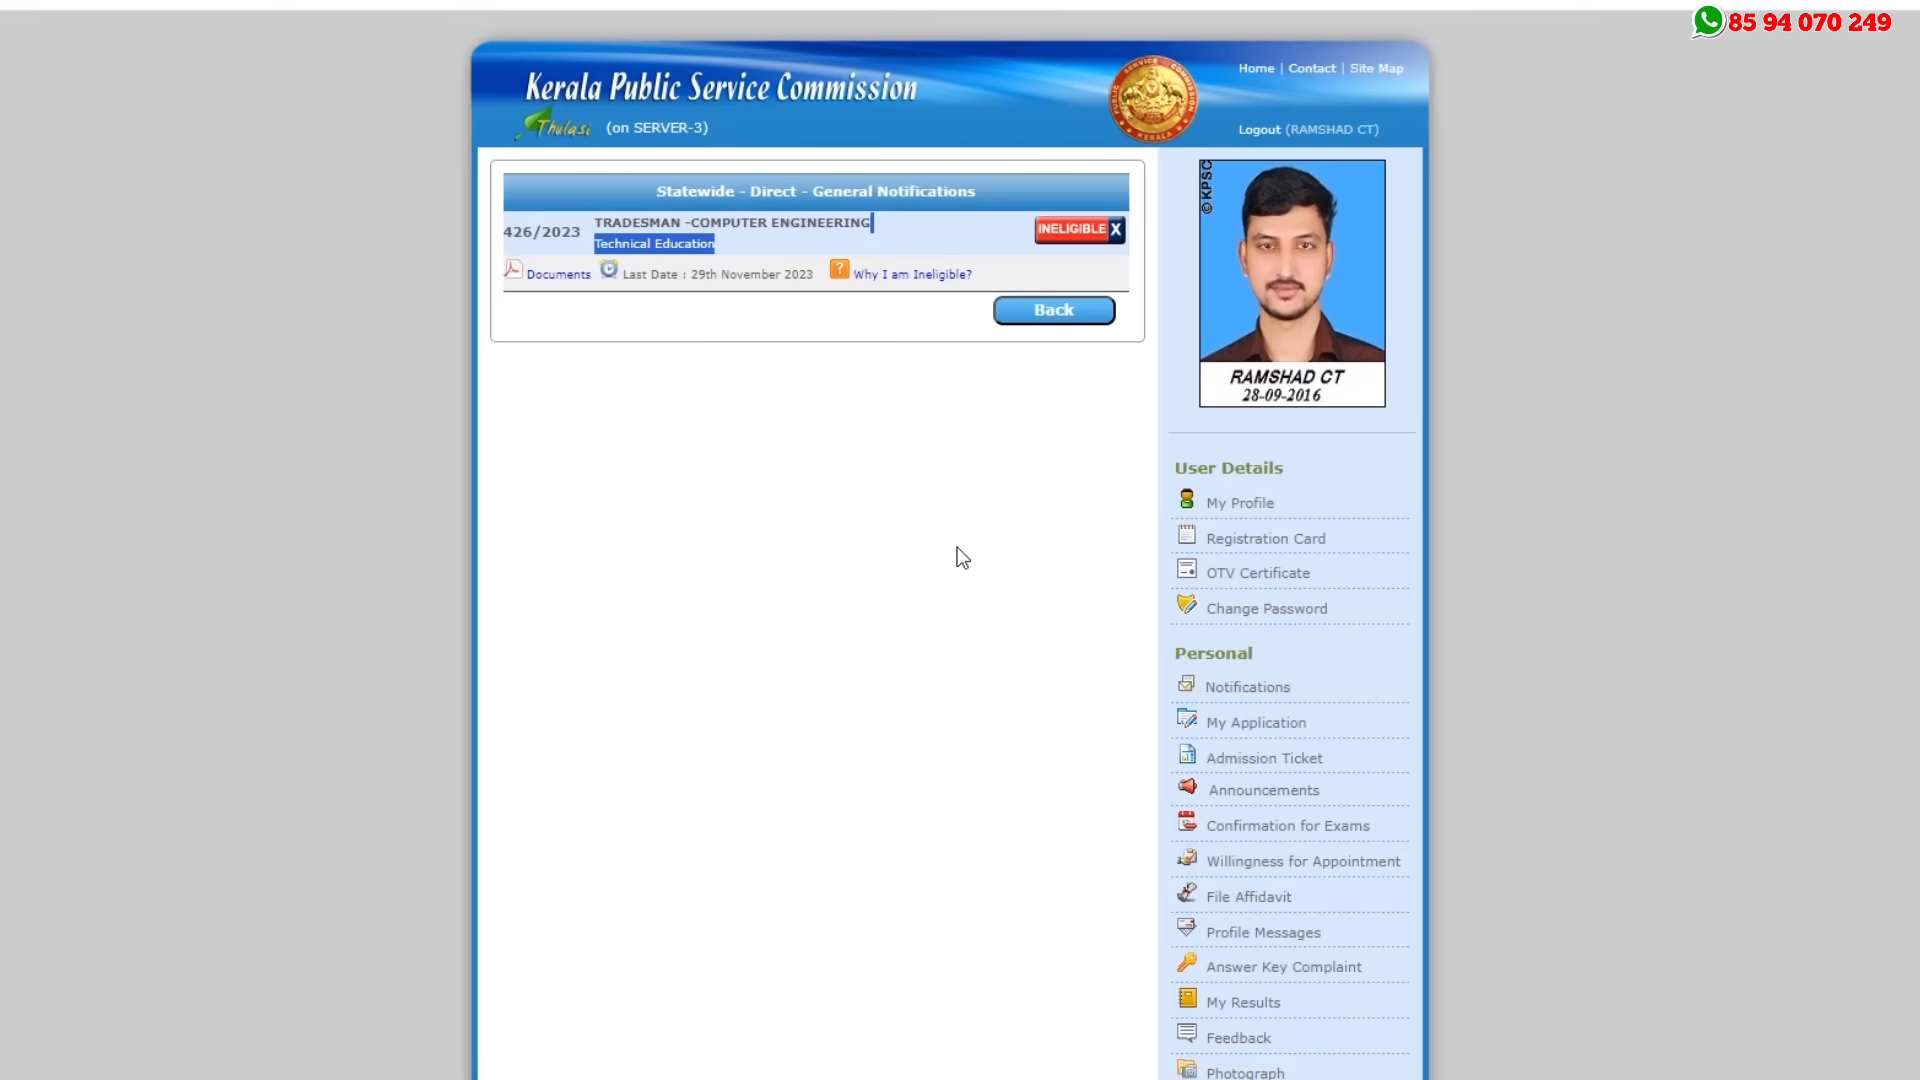 85 94 070 249
Kerala Public Service Commission
Thulasi (on SERVER-3)
Home | Contact | Site Map
Logout (RAMSHAD CT)
Statewide - Direct - General Notifications
426/2023
TRADESMAN -COMPUTER ENGINEERING
Technical Education
INELIGIBLE X
Documents Last Date : 29th November 2023 ? Why I am Ineligible?
Back
© KPSC
RAMSHAD CT
28-09-2016
User Details
My Profile
Registration Card
OTV Certificate
Change Password
Personal
Notifications
My Application
Admission Ticket
Announcements
Confirmation for Exams
Willingness for Appointment
File Affidavit
Profile Messages
Answer Key Complaint
My Results
Feedback
Photograph